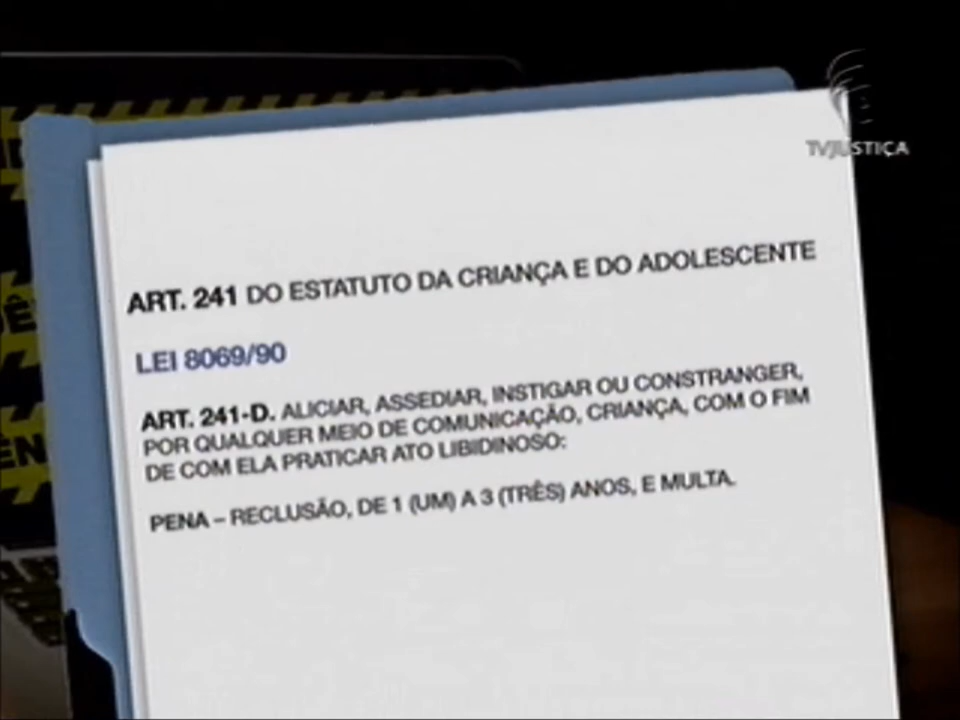 TVJUSTIÇA
ART. 241 DO ESTATUTO DA CRIANÇA E DO ADOLESCENTE
LEI 8069/90
ART. 241-D. ALICIAR, ASSEDIAR, INSTIGAR OU CONSTRANGER,
POR QUALQUER MEIO DE COMUNICAÇÃO, CRIANÇA, COM O FIM
DE COM ELA PRATICAR ATO LIBIDINOSO:
PENA – RECLUSÃO, DE 1 (UM) A 3 (TRÊS) ANOS, E MULTA.